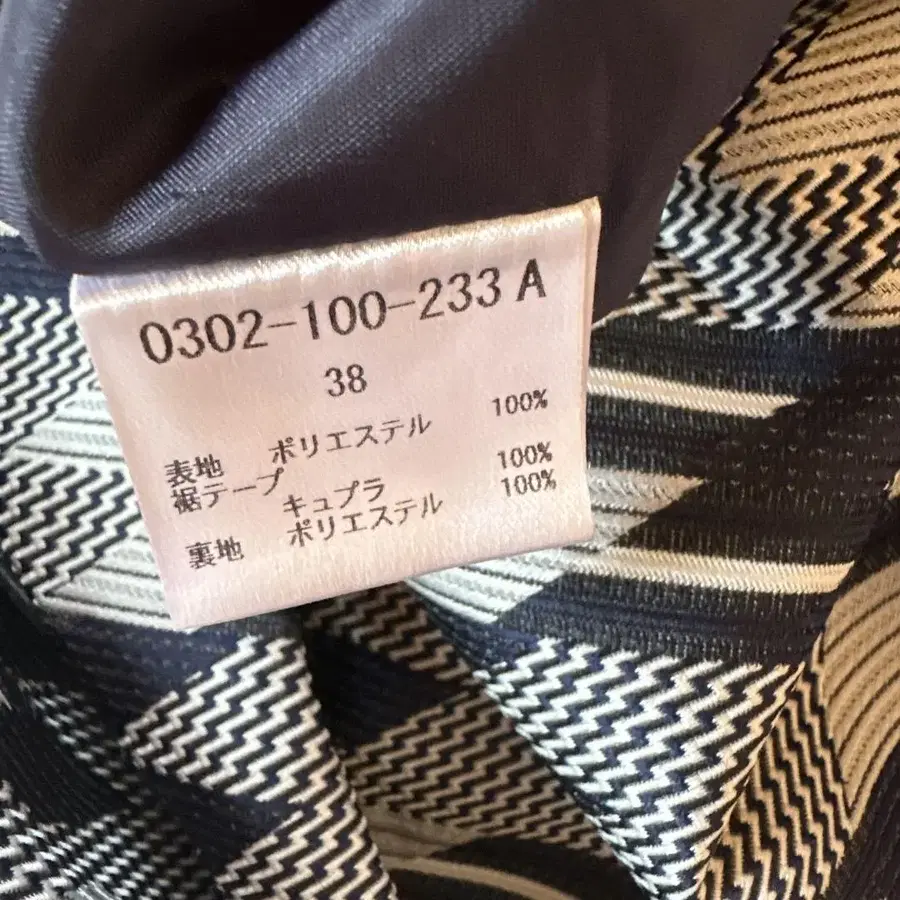 0302-100-233 A
38
表地 ポリエステル 100%
裾テープ キュプラ 100%
裏地 ポリエステル 100%